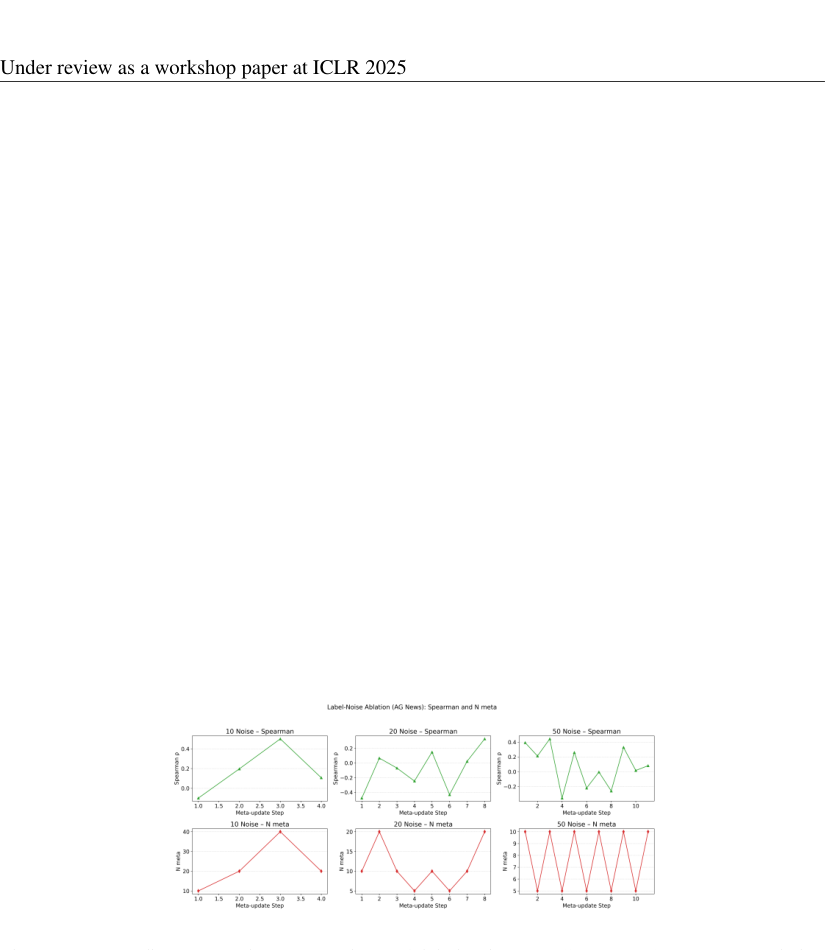 Under review as a workshop paper at ICLR 2025
Label-Noise Ablation (AG News): Spearman and N meta
10 Noise – Spearman 20 Noise – Spearman 50 Noise – Spearman
Spearman ρ
0.4
0.2
0.0
1.0 1.5 2.0 2.5 3.0 3.5 4.0
Meta-update Step
Spearman ρ
0.2
0.0
−0.2
−0.4
1 2 3 4 5 6 7 8
Meta-update Step
Spearman ρ
0.4
0.2
0.0
−0.2
2 4 6 8 10
Meta-update Step
10 Noise – N meta 20 Noise – N meta 50 Noise – N meta
N meta
40
30
20
10
1.0 1.5 2.0 2.5 3.0 3.5 4.0
Meta-update Step
N meta
20
15
10
5
1 2 3 4 5 6 7 8
Meta-update Step
N meta
10
9
8
7
6
5
2 4 6 8 10
Meta-update Step